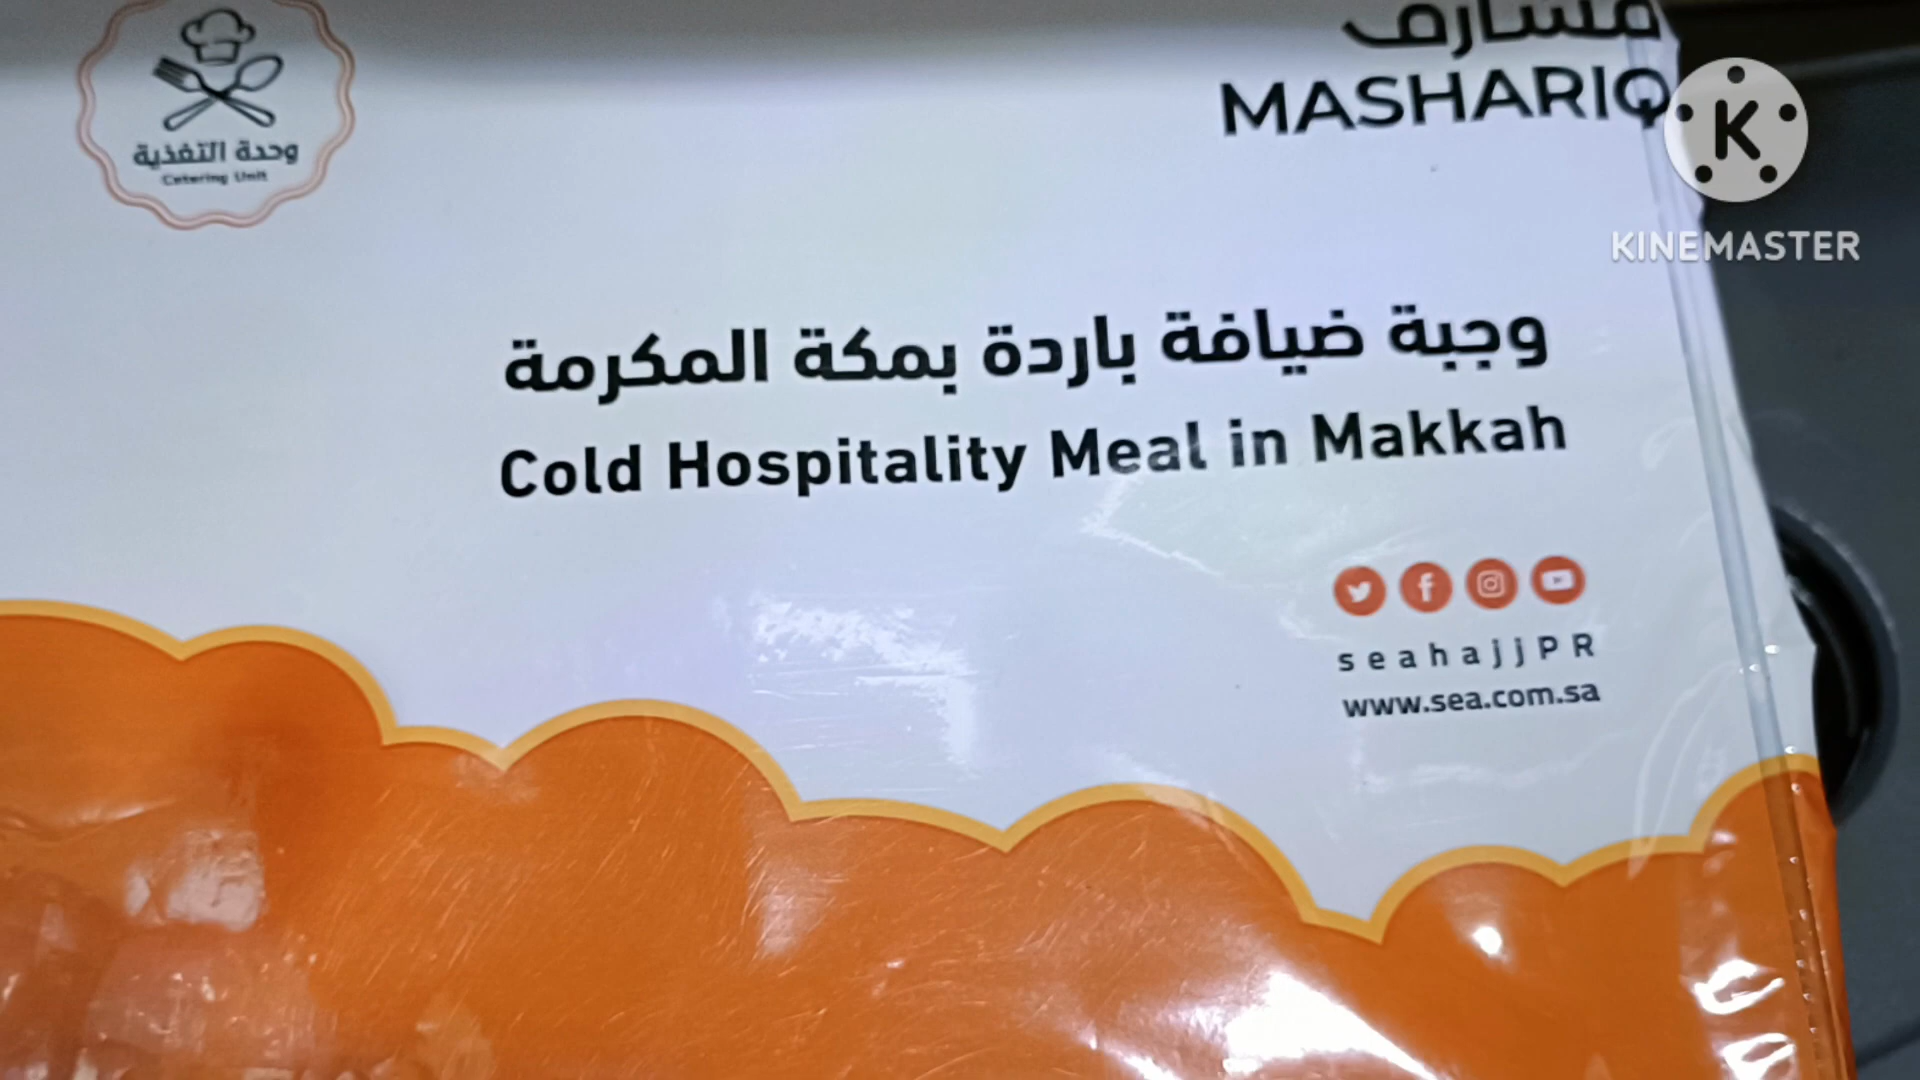 وحدة التغذية
Catering Unit
مشارق
MASHARIQ
K
KINEMASTER
وجبة ضيافة باردة بمكة المكرمة
Cold Hospitality Meal in Makkah
seahajjPR
www.sea.com.sa